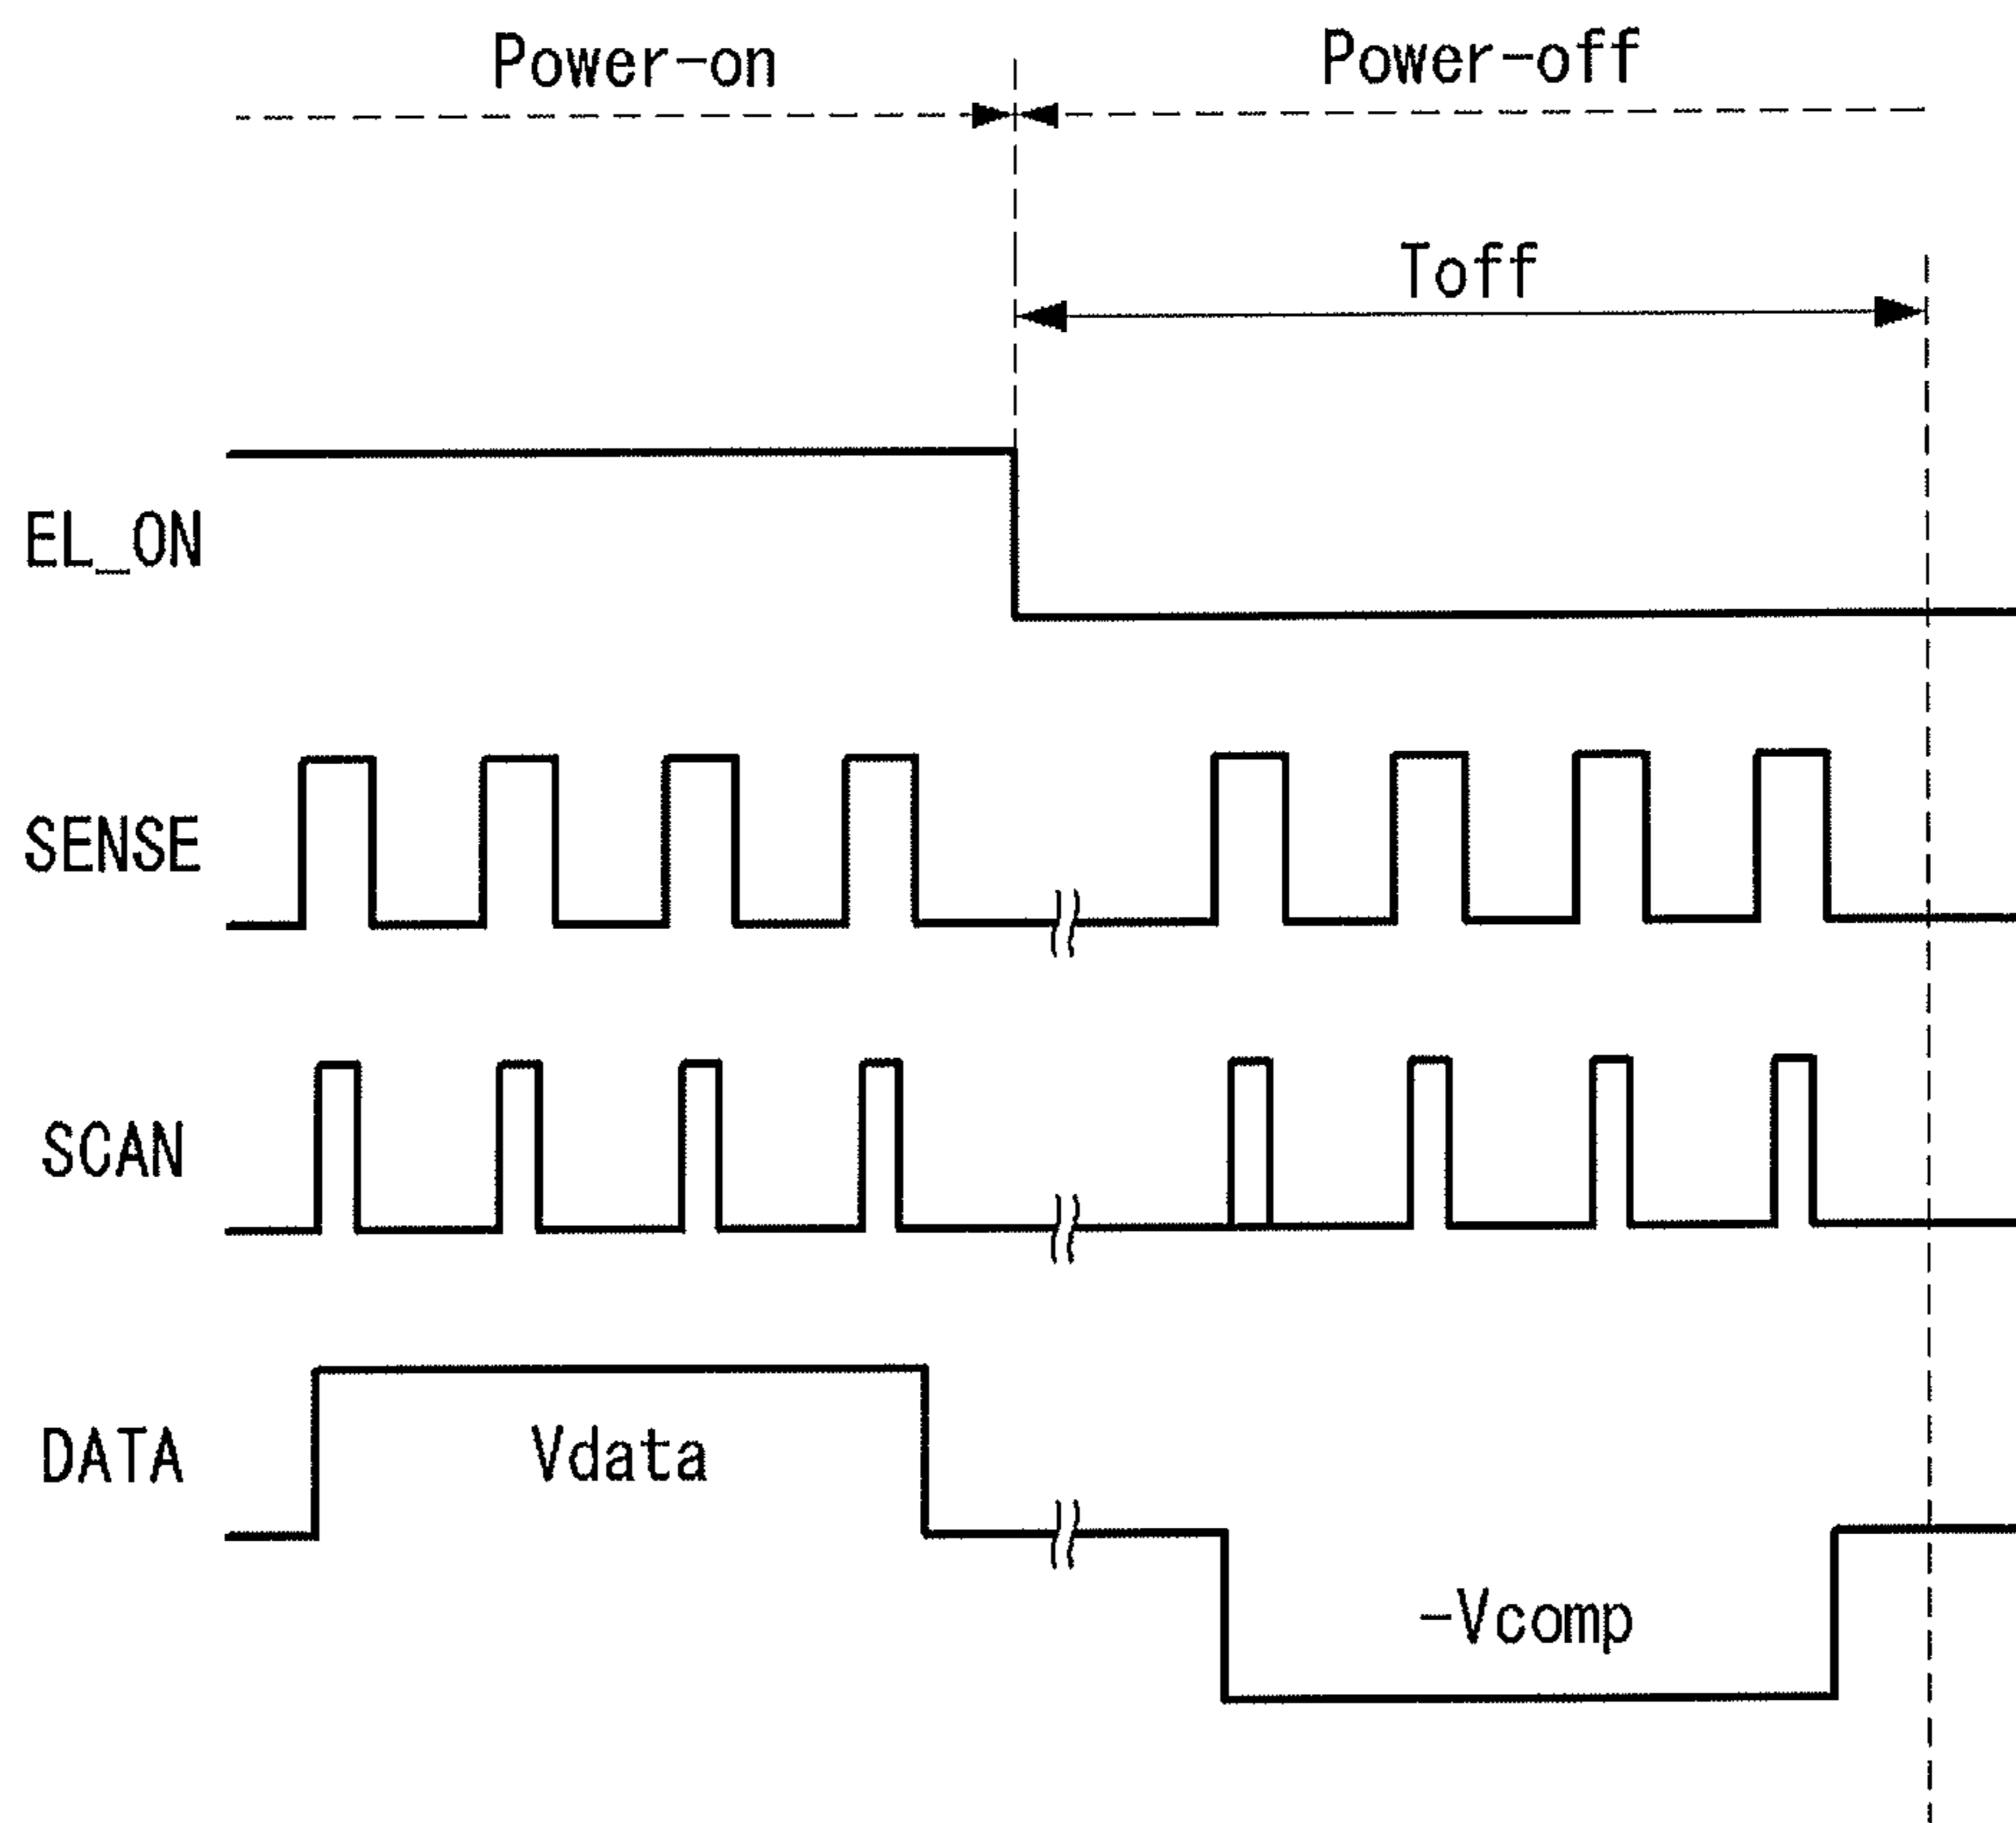 Power-on
Power-off
Toff
EL_ON
SENSE
SCAN
DATA
Vdata
-Vcomp